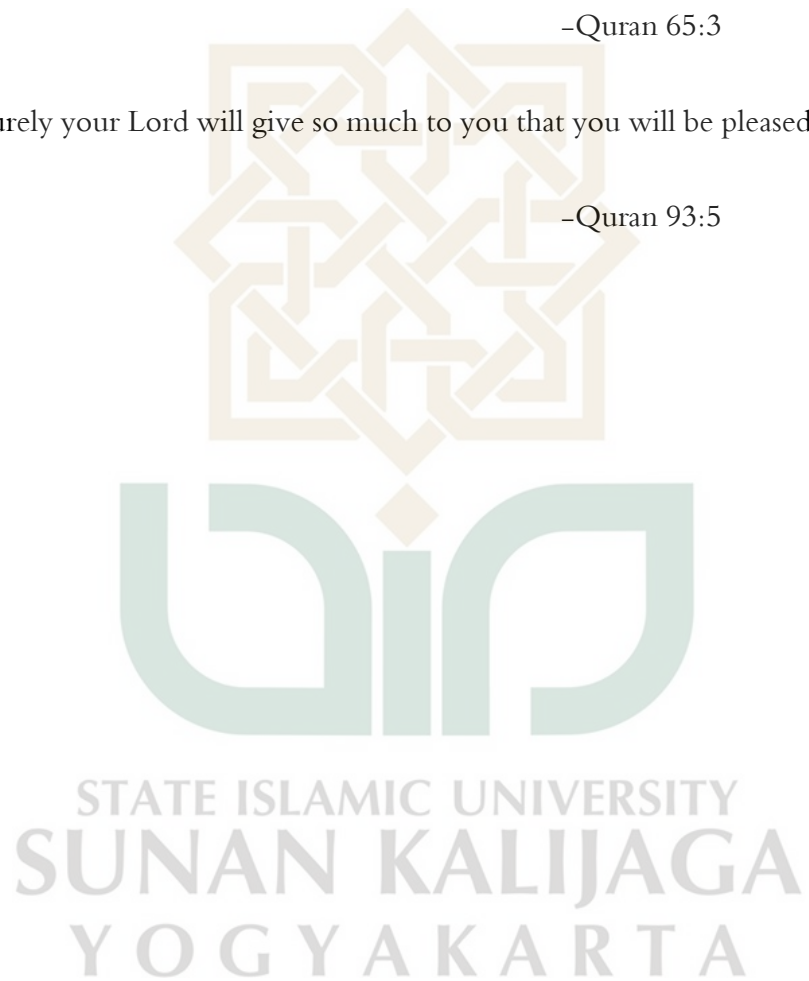 –Quran 65:3
urely your Lord will give so much to you that you will be pleased
–Quran 93:5
STATE ISLAMIC UNIVERSITY
SUNAN KALIJAGA
YOGYAKARTA